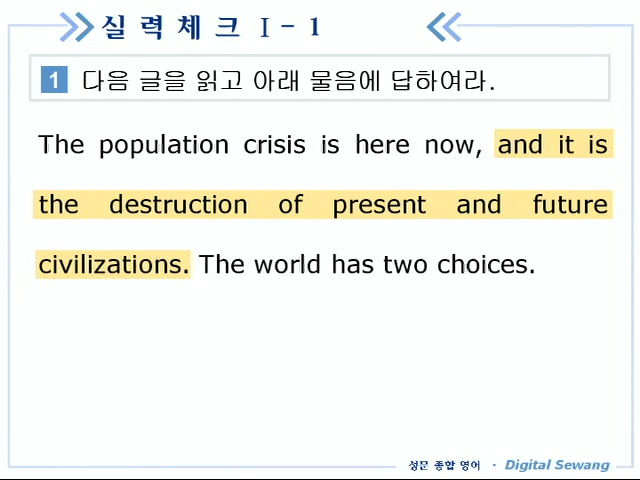 실력체크 I - 1
1 다음 글을 읽고 아래 물음에 답하여라.
The population crisis is here now, and it is
the destruction of present and future
civilizations. The world has two choices.
성문 종합 영어 · Digital Sewang